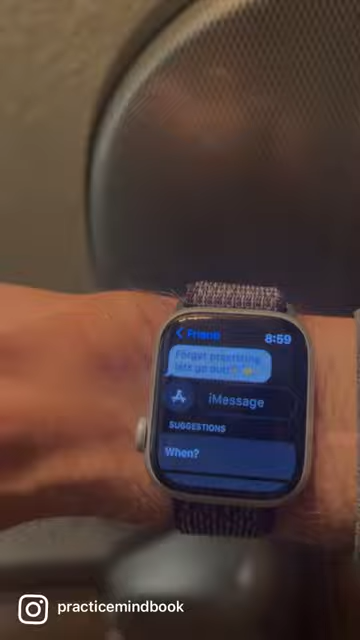 Friend
8:59
Forget practicing
lets go out!
iMessage
SUGGESTIONS
When?
practicemindbook